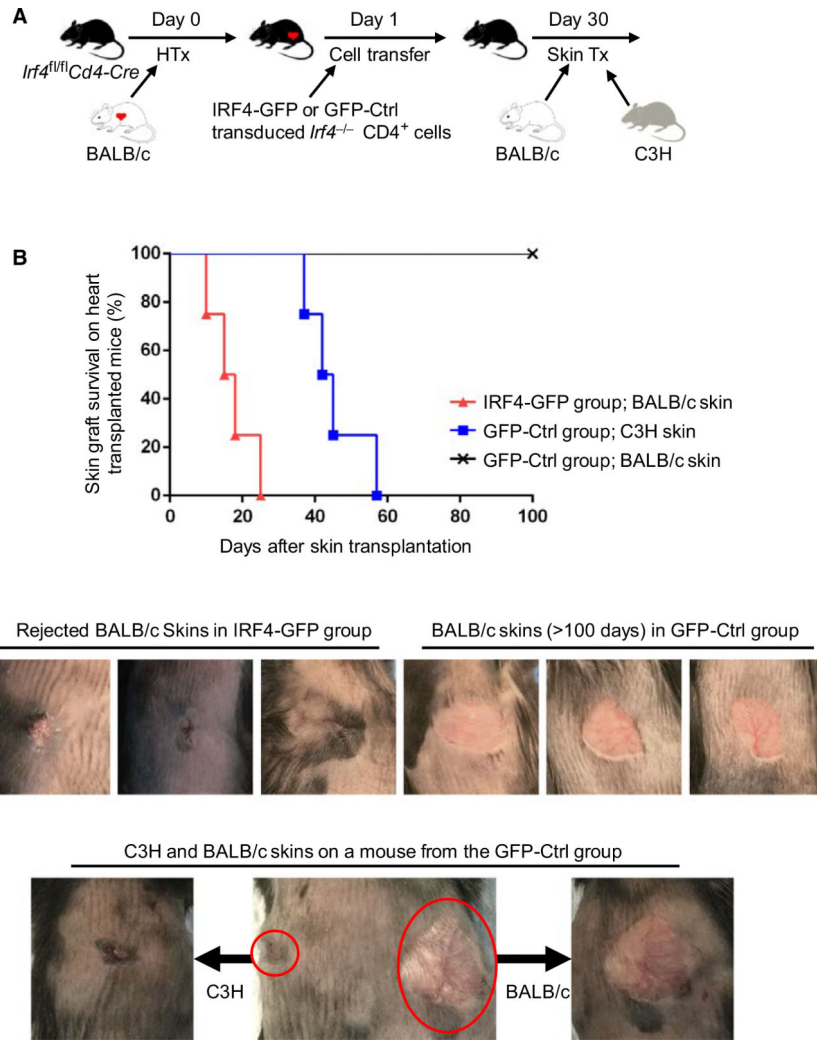 A
Day 0
Day 1
Day 30
HTx
Cell transfer
Skin Tx
Irf4fl/flCd4-Cre
IRF4-GFP or GFP-Ctrl
transduced Irf4–/– CD4+ cells
BALB/c
BALB/c
C3H
B
Skin graft survival on heart
transplanted mice (%)
100
80
60
40
20
0
0 20 40 60 80 100
Days after skin transplantation
IRF4-GFP group; BALB/c skin
GFP-Ctrl group; C3H skin
GFP-Ctrl group; BALB/c skin
Rejected BALB/c Skins in IRF4-GFP group
BALB/c skins (>100 days) in GFP-Ctrl group
C3H and BALB/c skins on a mouse from the GFP-Ctrl group
C3H
BALB/c